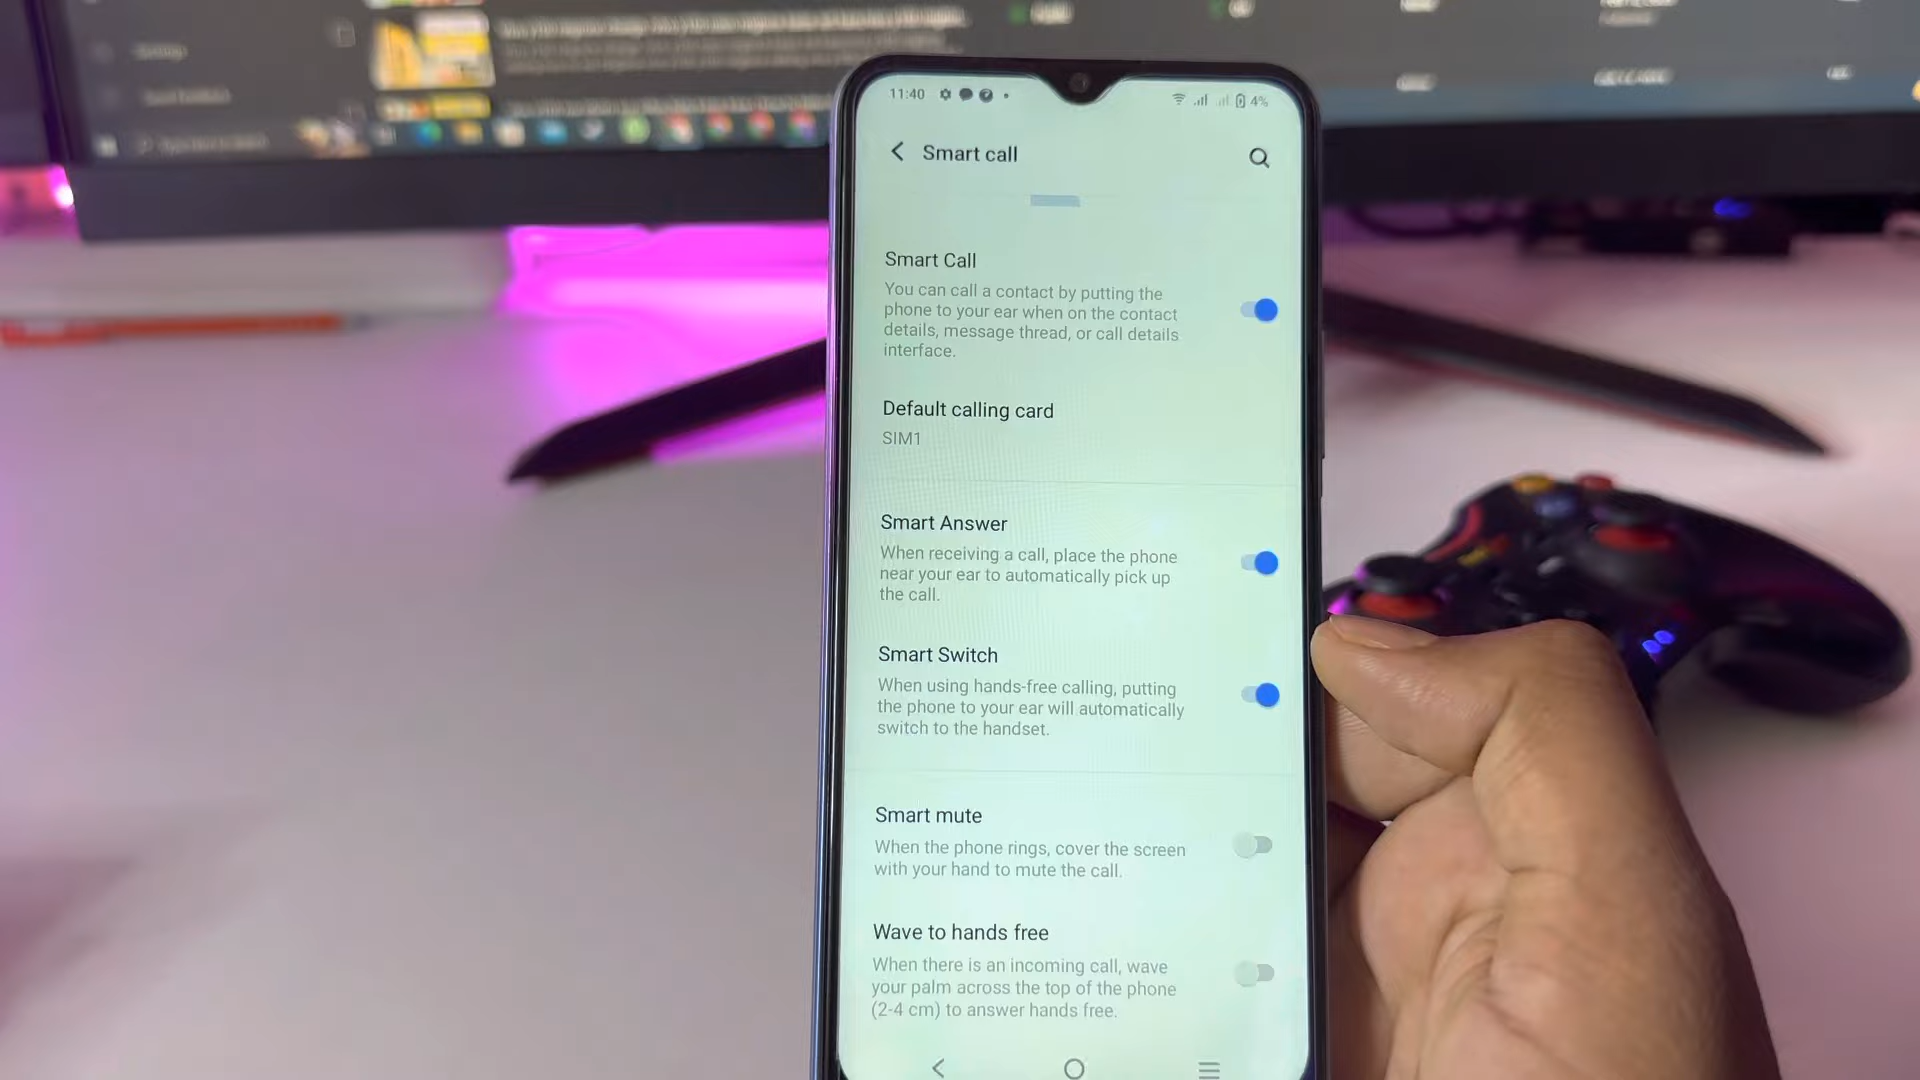 11:40
4%
Smart call
Smart Call
You can call a contact by putting the
phone to your ear when on the contact
details, message thread, or call details
interface.
Default calling card
SIM1
Smart Answer
When receiving a call, place the phone
near your ear to automatically pick up
the call.
Smart Switch
When using hands-free calling, putting
the phone to your ear will automatically
switch to the handset.
Smart mute
When the phone rings, cover the screen
with your hand to mute the call.
Wave to hands free
When there is an incoming call, wave
your palm across the top of the phone
(2-4 cm) to answer hands free.